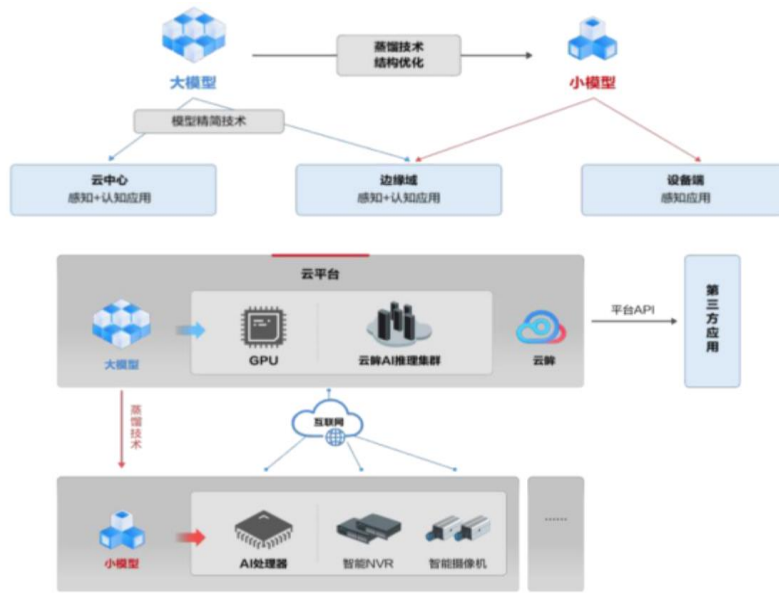 蒸馏技术
结构优化
大模型
小模型
模型精简技术
云中心
感知+认知应用
边缘域
感知+认知应用
设备端
感知应用
云平台
大模型
GPU
云眸AI推理集群
云眸
平台API
第三方应用
蒸馏技术
互联网
小模型
AI处理器
智能NVR
智能摄像机
......